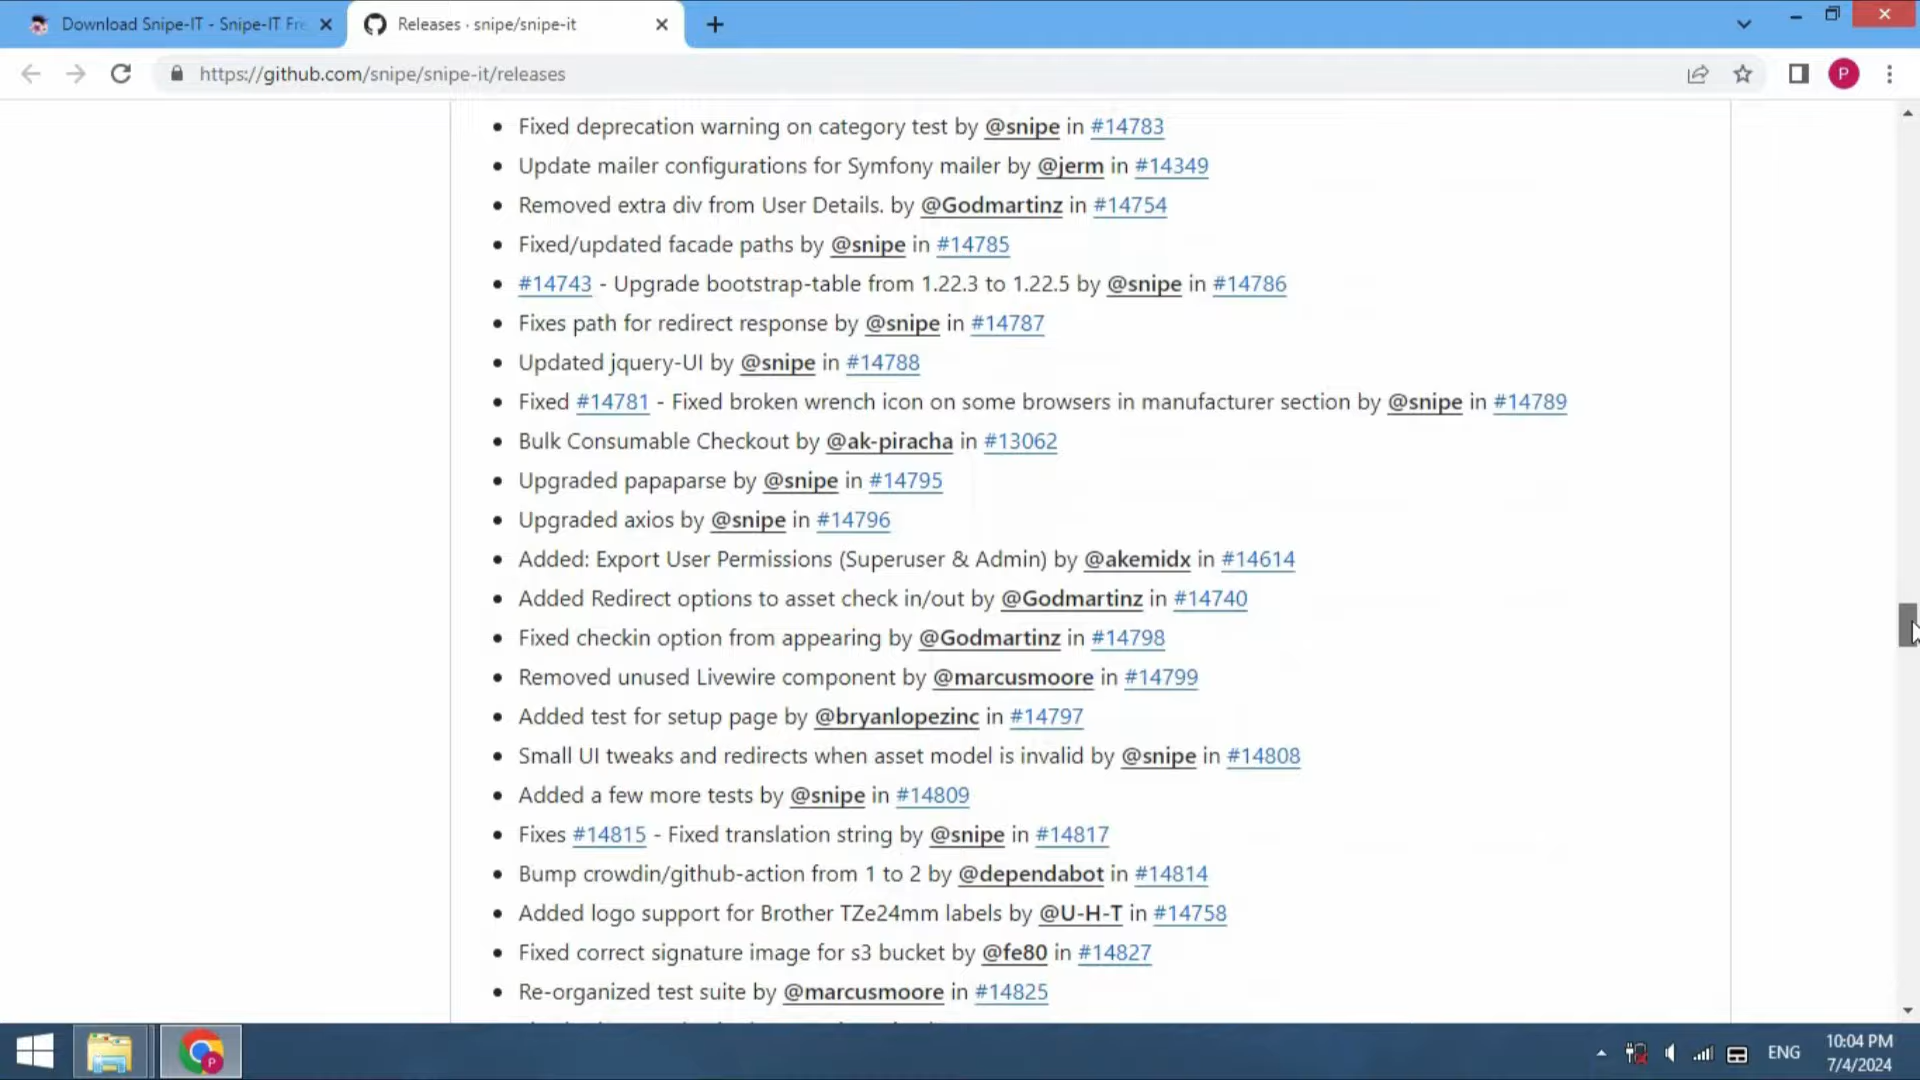 Download Snipe-IT - Snipe-IT Fre
Releases · snipe/snipe-it
https://github.com/snipe/snipe-it/releases
P
• Fixed deprecation warning on category test by @snipe in #14783
• Update mailer configurations for Symfony mailer by @jerm in #14349
• Removed extra div from User Details. by @Godmartinz in #14754
• Fixed/updated facade paths by @snipe in #14785
• #14743 - Upgrade bootstrap-table from 1.22.3 to 1.22.5 by @snipe in #14786
• Fixes path for redirect response by @snipe in #14787
• Updated jquery-UI by @snipe in #14788
• Fixed #14781 - Fixed broken wrench icon on some browsers in manufacturer section by @snipe in #14789
• Bulk Consumable Checkout by @ak-piracha in #13062
• Upgraded papaparse by @snipe in #14795
• Upgraded axios by @snipe in #14796
• Added: Export User Permissions (Superuser & Admin) by @akemidx in #14614
• Added Redirect options to asset check in/out by @Godmartinz in #14740
• Fixed checkin option from appearing by @Godmartinz in #14798
• Removed unused Livewire component by @marcusmoore in #14799
• Added test for setup page by @bryanlopezinc in #14797
• Small UI tweaks and redirects when asset model is invalid by @snipe in #14808
• Added a few more tests by @snipe in #14809
• Fixes #14815 - Fixed translation string by @snipe in #14817
• Bump crowdin/github-action from 1 to 2 by @dependabot in #14814
• Added logo support for Brother TZe24mm labels by @U-H-T in #14758
• Fixed correct signature image for s3 bucket by @fe80 in #14827
• Re-organized test suite by @marcusmoore in #14825
P
ENG
10:04 PM
7/4/2024